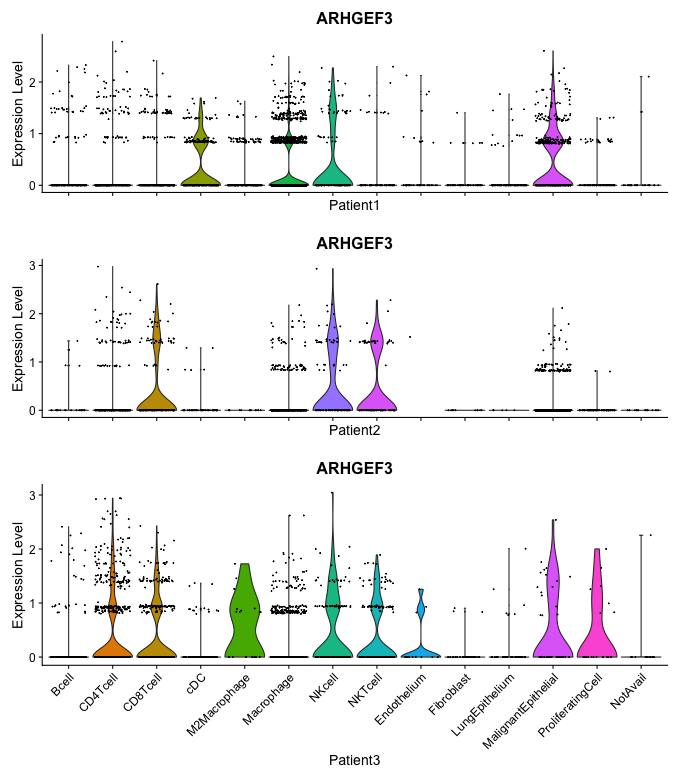 ARHGEF3
Expression Level
2
1
0
Patient1
ARHGEF3
Expression Level
3
2
1
0
Patient2
ARHGEF3
Expression Level
3
2
1
0
Bcell
CD4Tcell
CD8Tcell
cDC
M2Macrophage
Macrophage
NKcell
NKTcell
Endothelium
Fibroblast
LungEpithelium
MalignantEpithelial
ProliferatingCell
NotAvail
Patient3